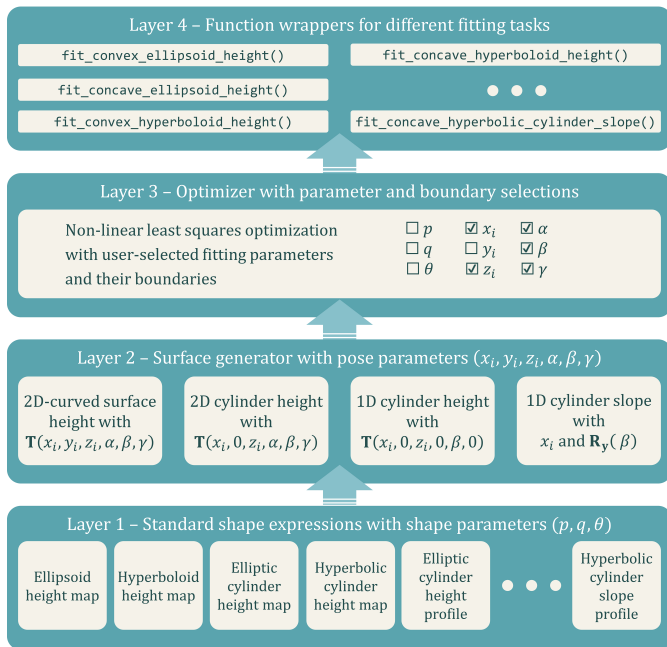 Layer 4 – Function wrappers for different fitting tasks
fit_convex_ellipsoid_height()
fit_concave_hyperboloid_height()
fit_concave_ellipsoid_height()
fit_convex_hyperboloid_height()
fit_concave_hyperbolic_cylinder_slope()
Layer 3 – Optimizer with parameter and boundary selections
Non-linear least squares optimization
with user-selected fitting parameters
and their boundaries
☐ p ☑ xᵢ ☑ α
☐ q ☐ yᵢ ☑ β
☐ θ ☑ zᵢ ☑ γ
Layer 2 – Surface generator with pose parameters (xᵢ, yᵢ, zᵢ, α, β, γ)
2D-curved surface
height with
T(xᵢ, yᵢ, zᵢ, α, β, γ)
2D cylinder height
with
T(xᵢ, 0, zᵢ, α, β, γ)
1D cylinder height
with
T(xᵢ, 0, zᵢ, 0, β, 0)
1D cylinder slope
with
xᵢ and R_y(β)
Layer 1 – Standard shape expressions with shape parameters (p, q, θ)
Ellipsoid
height map
Hyperboloid
height map
Elliptic
cylinder
height map
Hyperbolic
cylinder
height map
Elliptic
cylinder
height
profile
Hyperbolic
cylinder
slope
profile